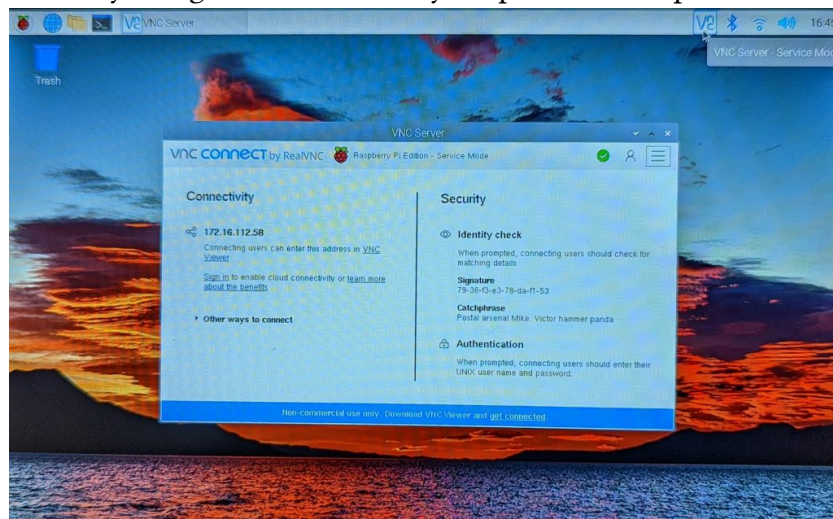 VNC Server
16:45
VNC Server - Service Mod
Trash
VNC Server
VNC CONNECT by RealVNC Raspberry Pi Edition - Service Mode
Connectivity
172.16.112.58
Connecting users can enter this address in VNC
Viewer
Sign in to enable cloud connectivity or learn more
about the benefits
Other ways to connect
Security
Identity check
When prompted, connecting users should check for
matching details
Signature
79-36-f3-e3-78-da-f1-53
Catchphrase
Postal arsenal Mike. Victor hammer panda.
Authentication
When prompted, connecting users should enter their
UNIX user name and password.
Non-commercial use only. Download VNC Viewer and get connected.